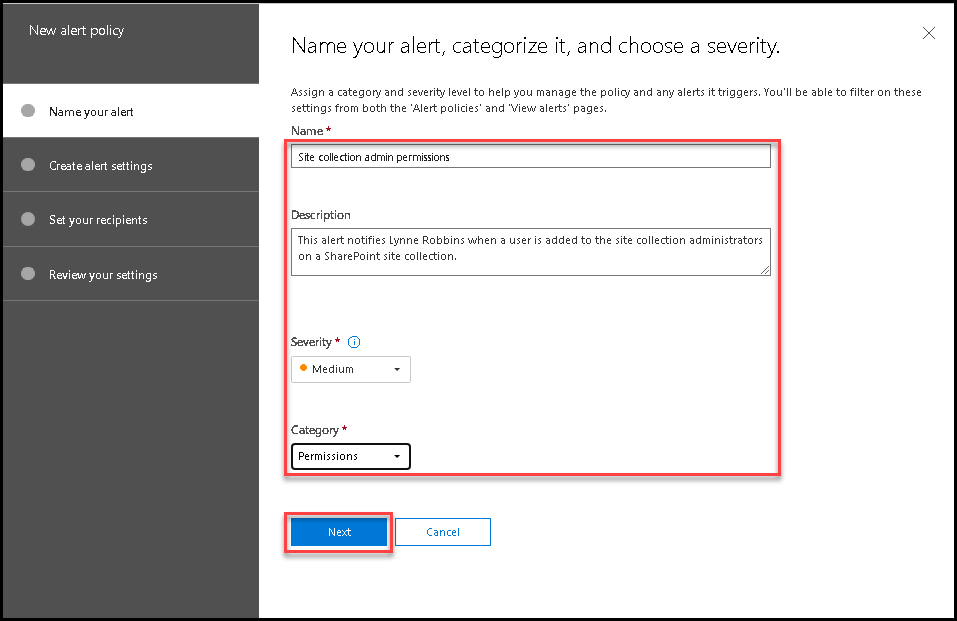 New alert policy
Name your alert
Create alert settings
Set your recipients
Review your settings
Name your alert, categorize it, and choose a severity.
Assign a category and severity level to help you manage the policy and any alerts it triggers. You'll be able to filter on these
settings from both the 'Alert policies' and 'View alerts' pages.
Name *
Site collection admin permissions
Description
This alert notifies Lynne Robbins when a user is added to the site collection administrators
on a SharePoint site collection.
Severity *
Medium
Category *
Permissions
Next
Cancel